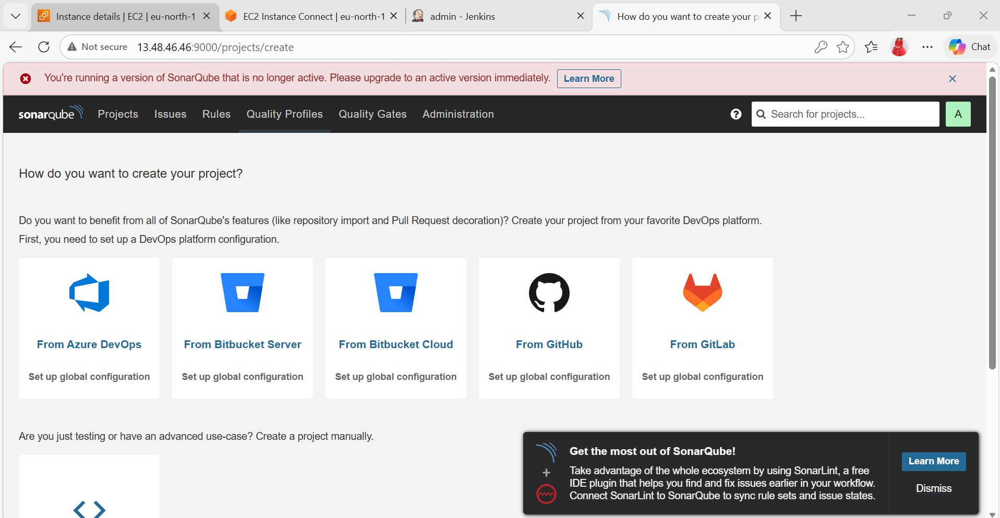 Instance details | EC2 | eu-north-1
EC2 Instance Connect | eu-north-1
admin - Jenkins
How do you want to create your p
Not secure
13.48.46.46:9000/projects/create
Chat
You're running a version of SonarQube that is no longer active. Please upgrade to an active version immediately.
Learn More
sonarqube
Projects
Issues
Rules
Quality Profiles
Quality Gates
Administration
?
Search for projects...
A
How do you want to create your project?
Do you want to benefit from all of SonarQube's features (like repository import and Pull Request decoration)? Create your project from your favorite DevOps platform.
First, you need to set up a DevOps platform configuration.
From Azure DevOps
From Bitbucket Server
From Bitbucket Cloud
From GitHub
From GitLab
Set up global configuration
Set up global configuration
Set up global configuration
Set up global configuration
Set up global configuration
Are you just testing or have an advanced use-case? Create a project manually.
Get the most out of SonarQube!
Take advantage of the whole ecosystem by using SonarLint, a free
IDE plugin that helps you find and fix issues earlier in your workflow.
Connect SonarLint to SonarQube to sync rule sets and issue states.
Learn More
Dismiss